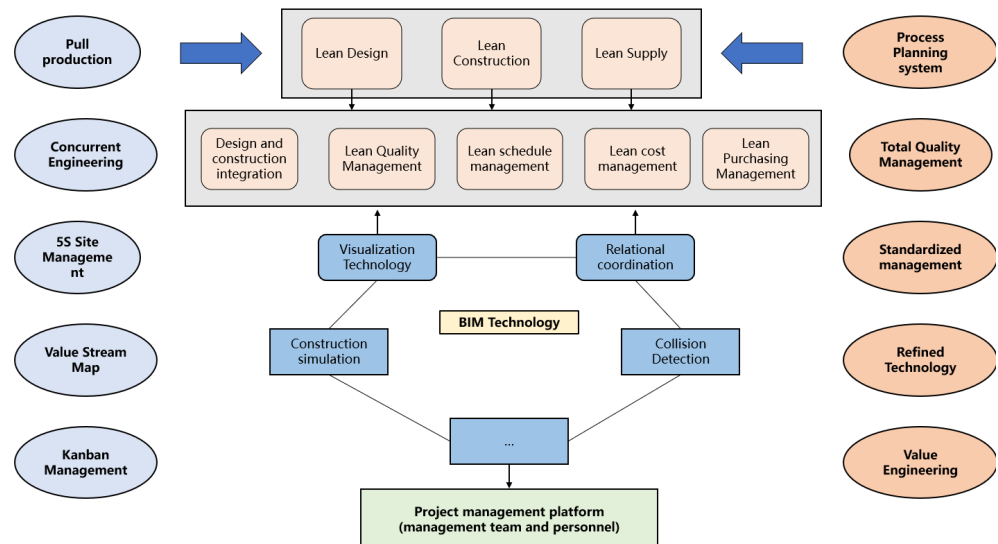 Pull
production
Lean Design
Lean
Construction
Lean Supply
Process
Planning
system
Concurrent
Engineering
Design and
construction
integration
Lean Quality
Management
Lean schedule
management
Lean cost
management
Lean
Purchasing
Management
Total Quality
Management
5S Site
Manageme
nt
Visualization
Technology
Relational
coordination
Standardized
management
BIM Technology
Value Stream
Map
Construction
simulation
Collision
Detection
Refined
Technology
Kanban
Management
...
Value
Engineering
Project management platform
(management team and personnel)